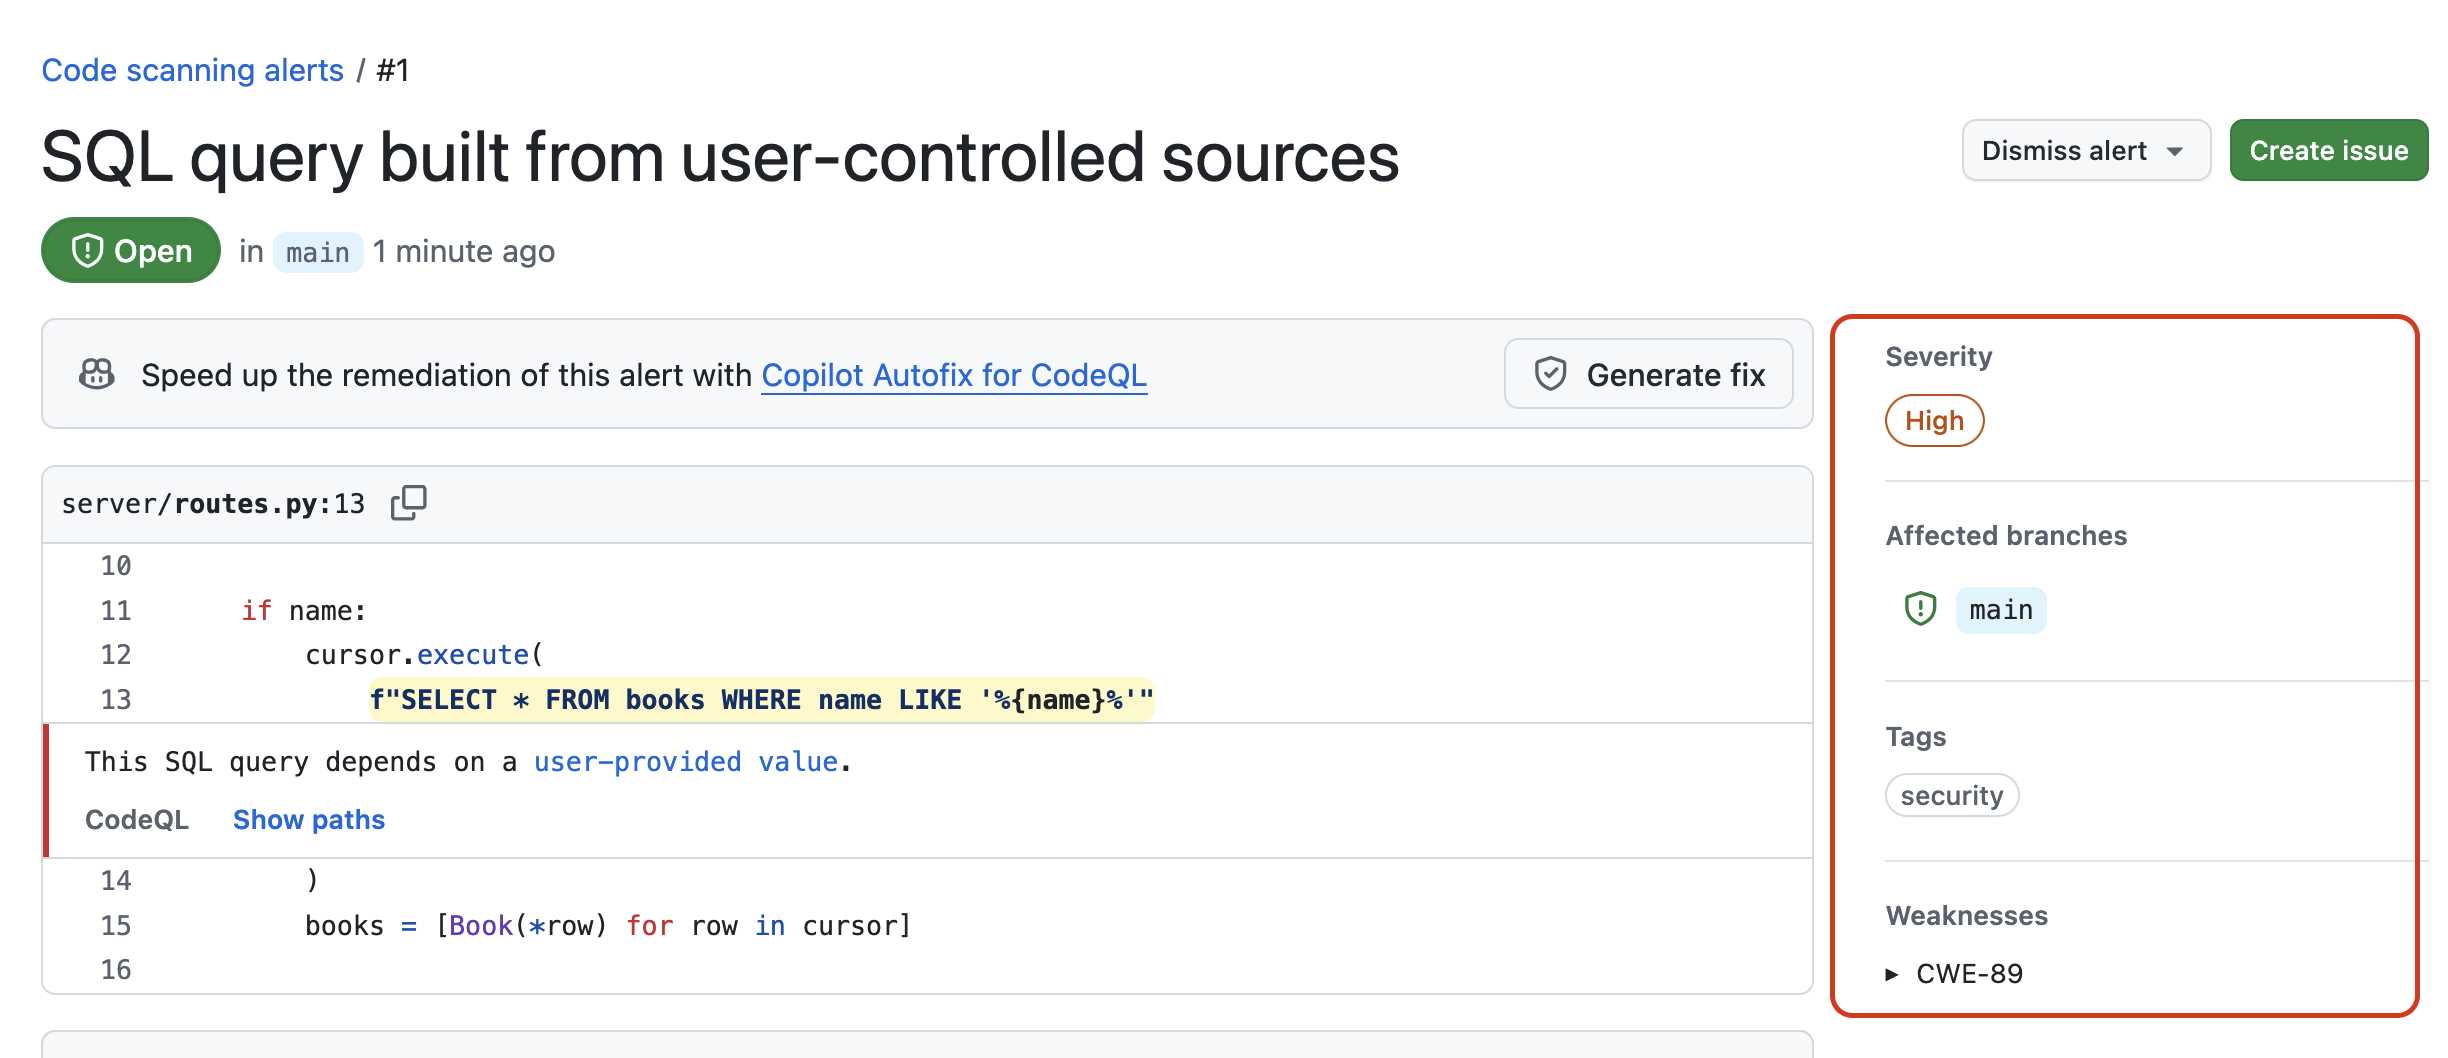 Code scanning alerts / #1
SQL query built from user-controlled sources
Dismiss alert
Create issue
Open in main 1 minute ago
Speed up the remediation of this alert with Copilot Autofix for CodeQL
Generate fix
server/routes.py:13
10
11 if name:
12 cursor.execute(
13 f"SELECT * FROM books WHERE name LIKE '%{name}%'"
This SQL query depends on a user-provided value.
CodeQL Show paths
14 )
15 books = [Book(*row) for row in cursor]
16
Severity
High
Affected branches
main
Tags
security
Weaknesses
CWE-89